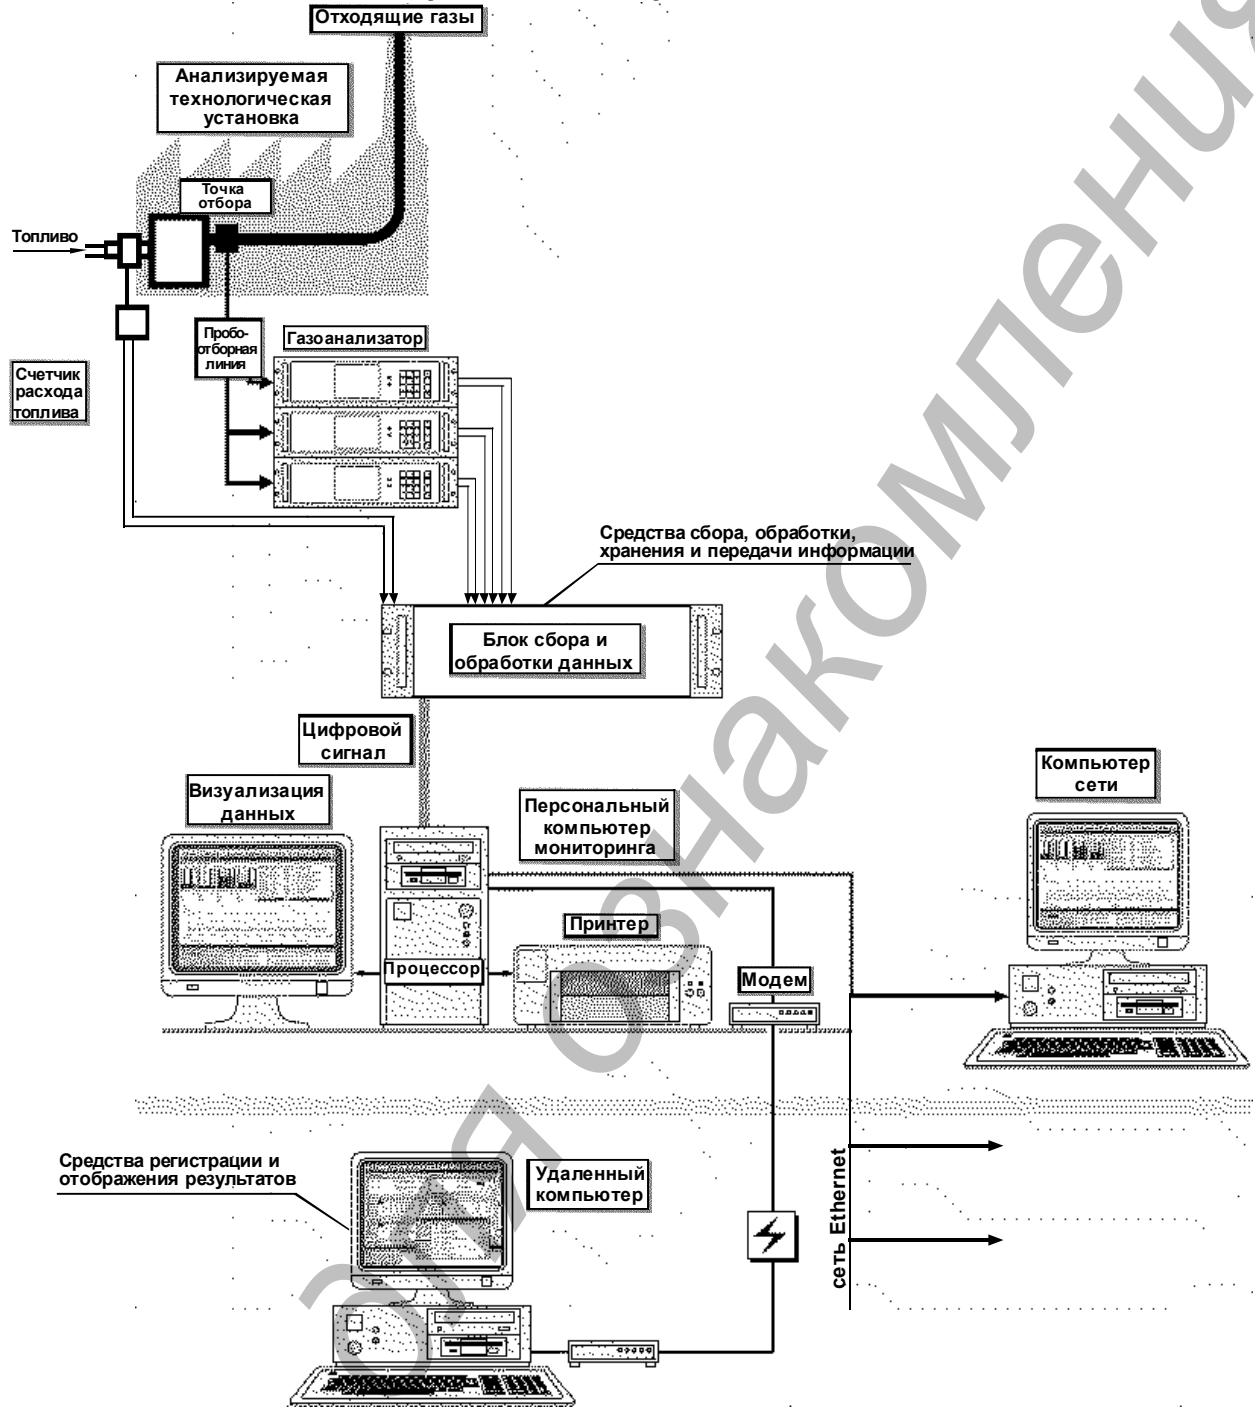 Отходящие газы
Анализируемая
технологическая
установка
Точка
отбора
Топливо
Пробо-
отборная
линия
Газоанализатор
Счетчик
расхода
топлива
Средства сбора, обработки,
хранения и передачи информации
Блок сбора и
обработки данных
Цифровой
сигнал
Визуализация
данных
Персональный
компьютер
мониторинга
Компьютер
сети
Принтер
Процессор
Модем
Средства регистрации и
отображения результатов
Удаленный
компьютер
сеть Ethernet
для ознакомления